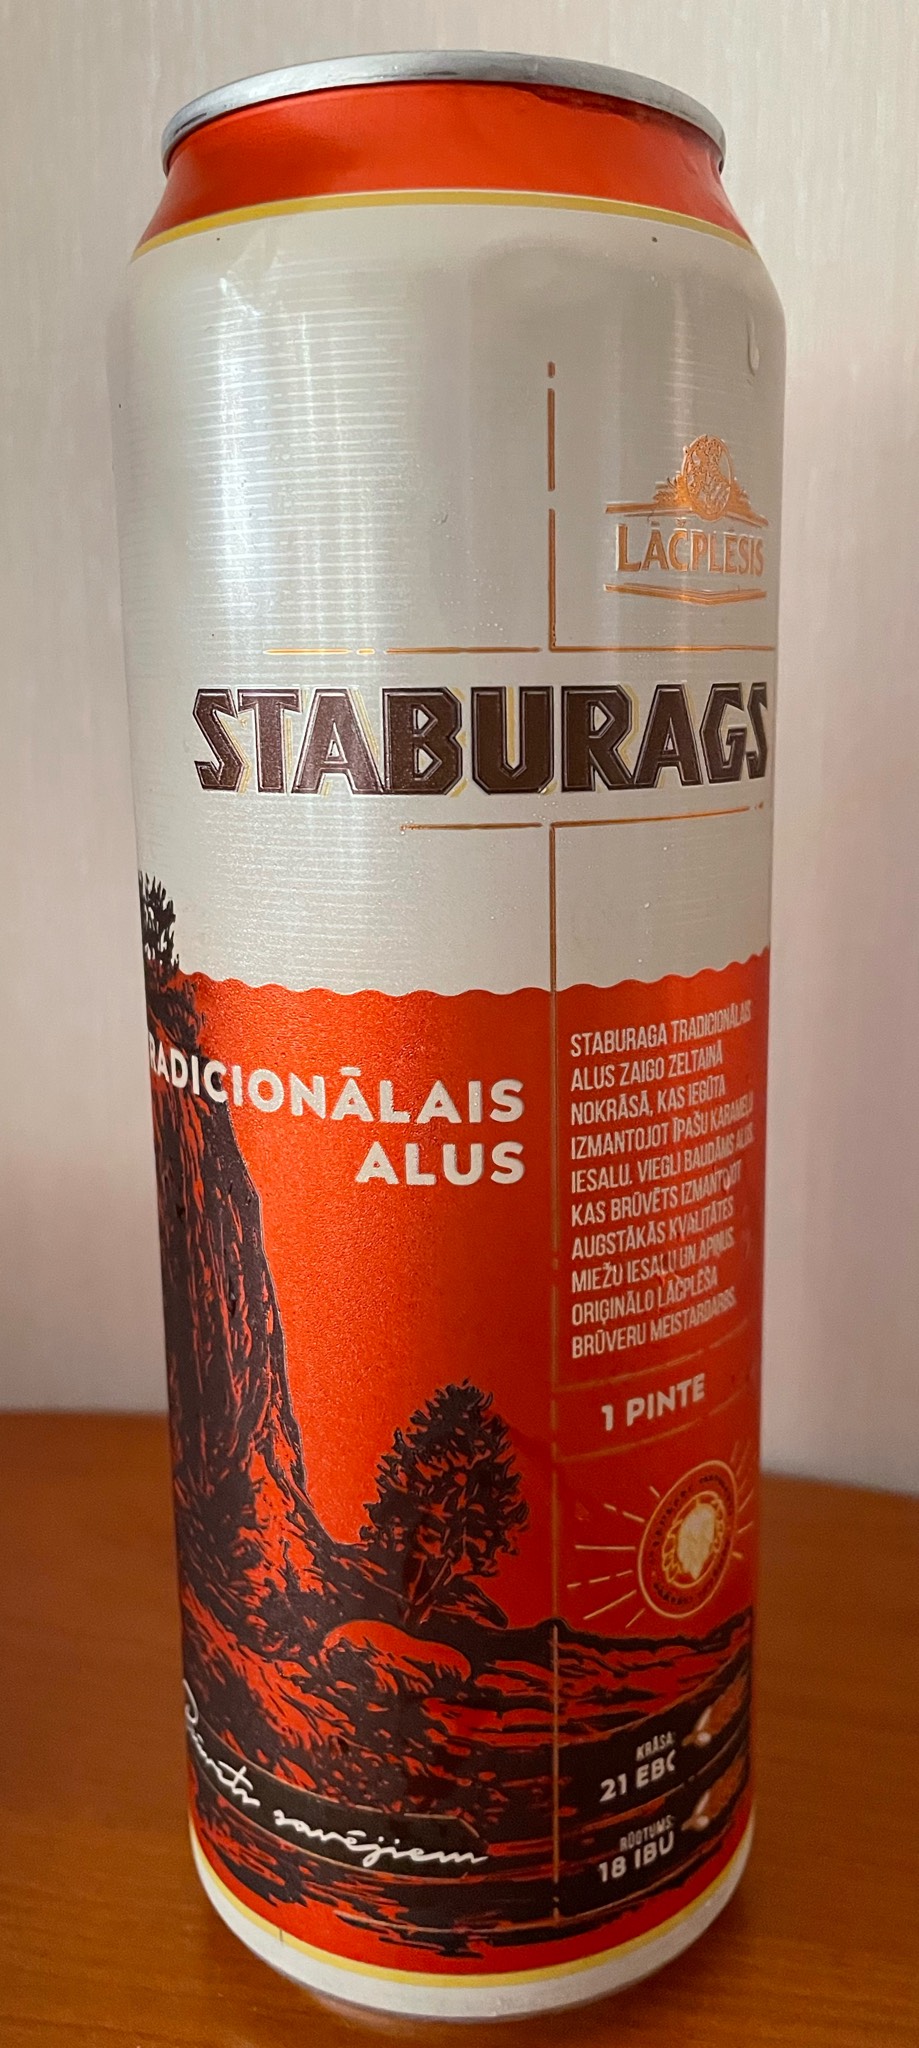 LĀČPLĒSIS
STABURAGS
TRADICIONĀLAIS
ALUS
STABURAGA TRADICIONĀLAIS
ALUS ZAIGO ZELTAINĀ
NOKRĀSĀ, KAS IEGŪTA
IZMANTOJOT ĪPAŠU KARAMEĻU
IESALU. VIEGLI BAUDĀMS ALUS,
KAS BRŪVĒTS IZMANTOJOT
AUGSTĀKĀS KVALITĀTES
MIEŽU IESALU UN APIŅUS.
ORIĢINĀLO LĀČPLĒŠA
BRŪVERU MEISTARDARBS.
1 PINTE
KRĀSA:
21 EBC
RŪGTUMS:
18 IBU
savējiem